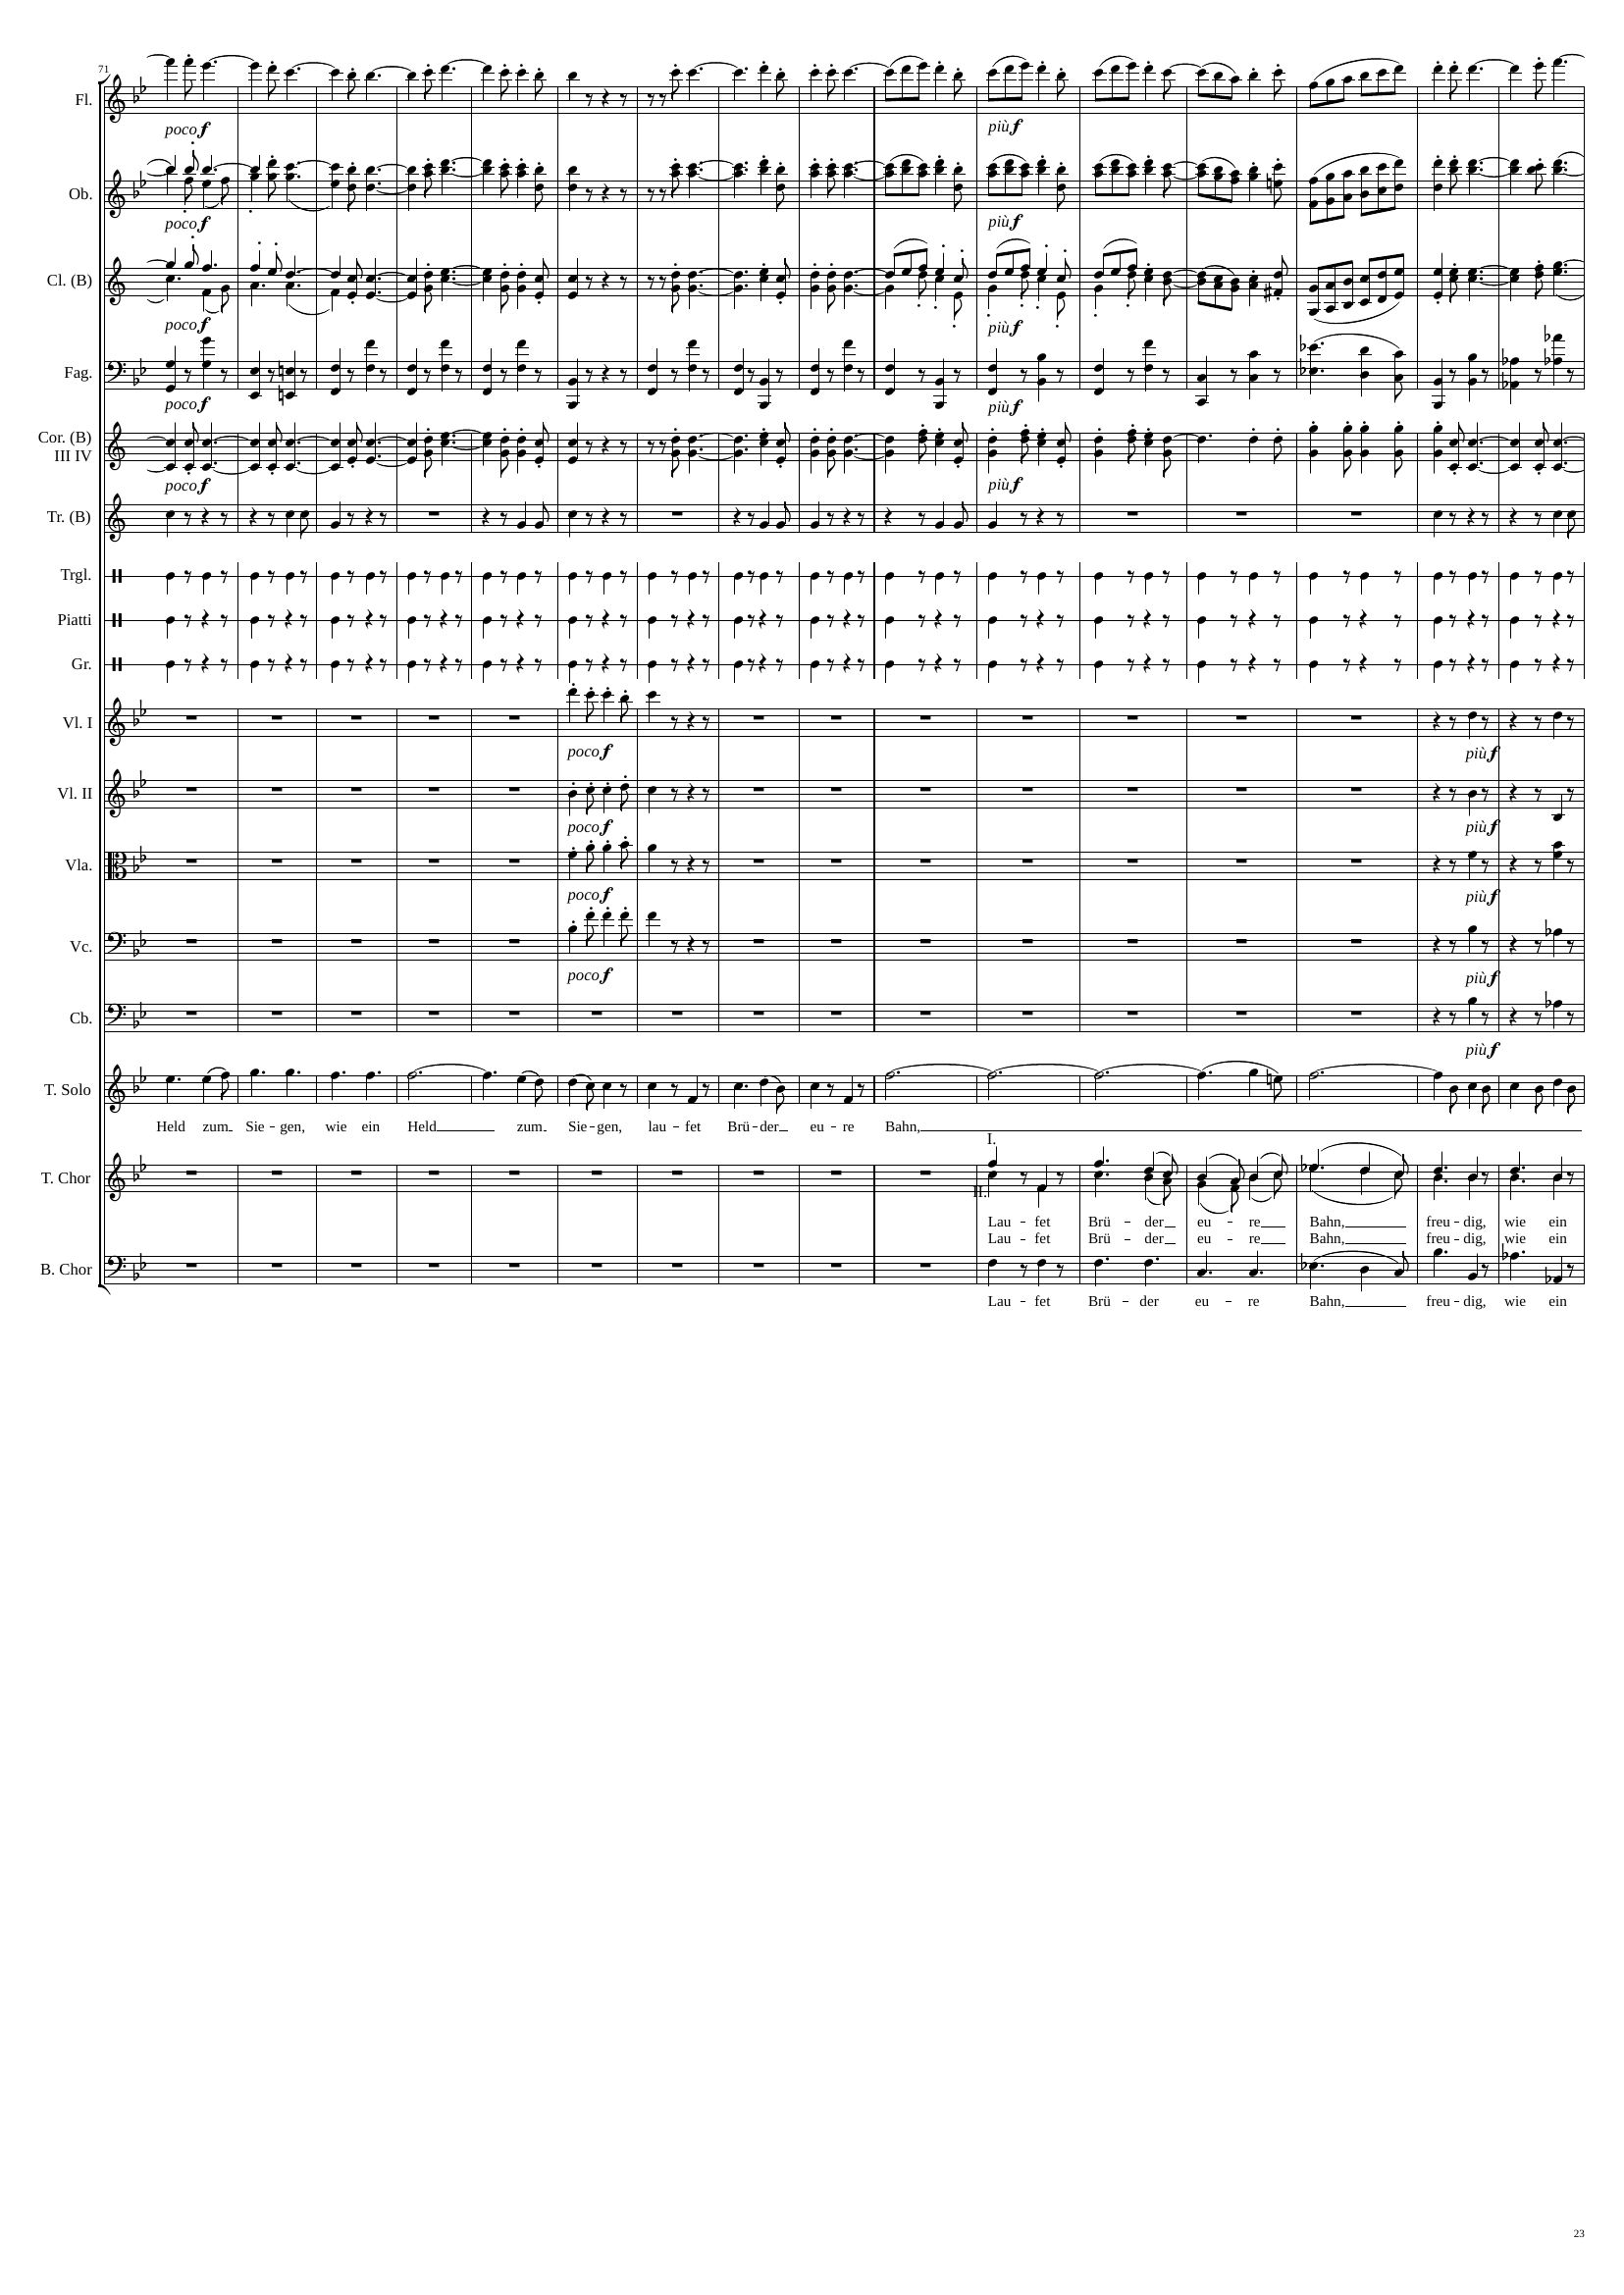 71
Fl.
poco f
più f
Ob.
poco f
più f
Cl. (B)
poco f
più f
Fag.
poco f
più f
Cor. (B)
III IV
poco f
più f
Tr. (B)
Trgl.
Piatti
Gr.
Vl. I
poco f
più f
Vl. II
poco f
più f
Vla.
poco f
più f
Vc.
poco f
più f
Cb.
più f
T. Solo
Held zum Sie - gen, wie ein Held zum Sie - gen, lau - fet Brü - der eu - re Bahn,
I.
T. Chor
II.
Lau - fet Brü - der eu - re Bahn, freu - dig, wie ein
Lau - fet Brü - der eu - re Bahn, freu - dig, wie ein
B. Chor
Lau - fet Brü - der eu - re Bahn, freu - dig, wie ein
23